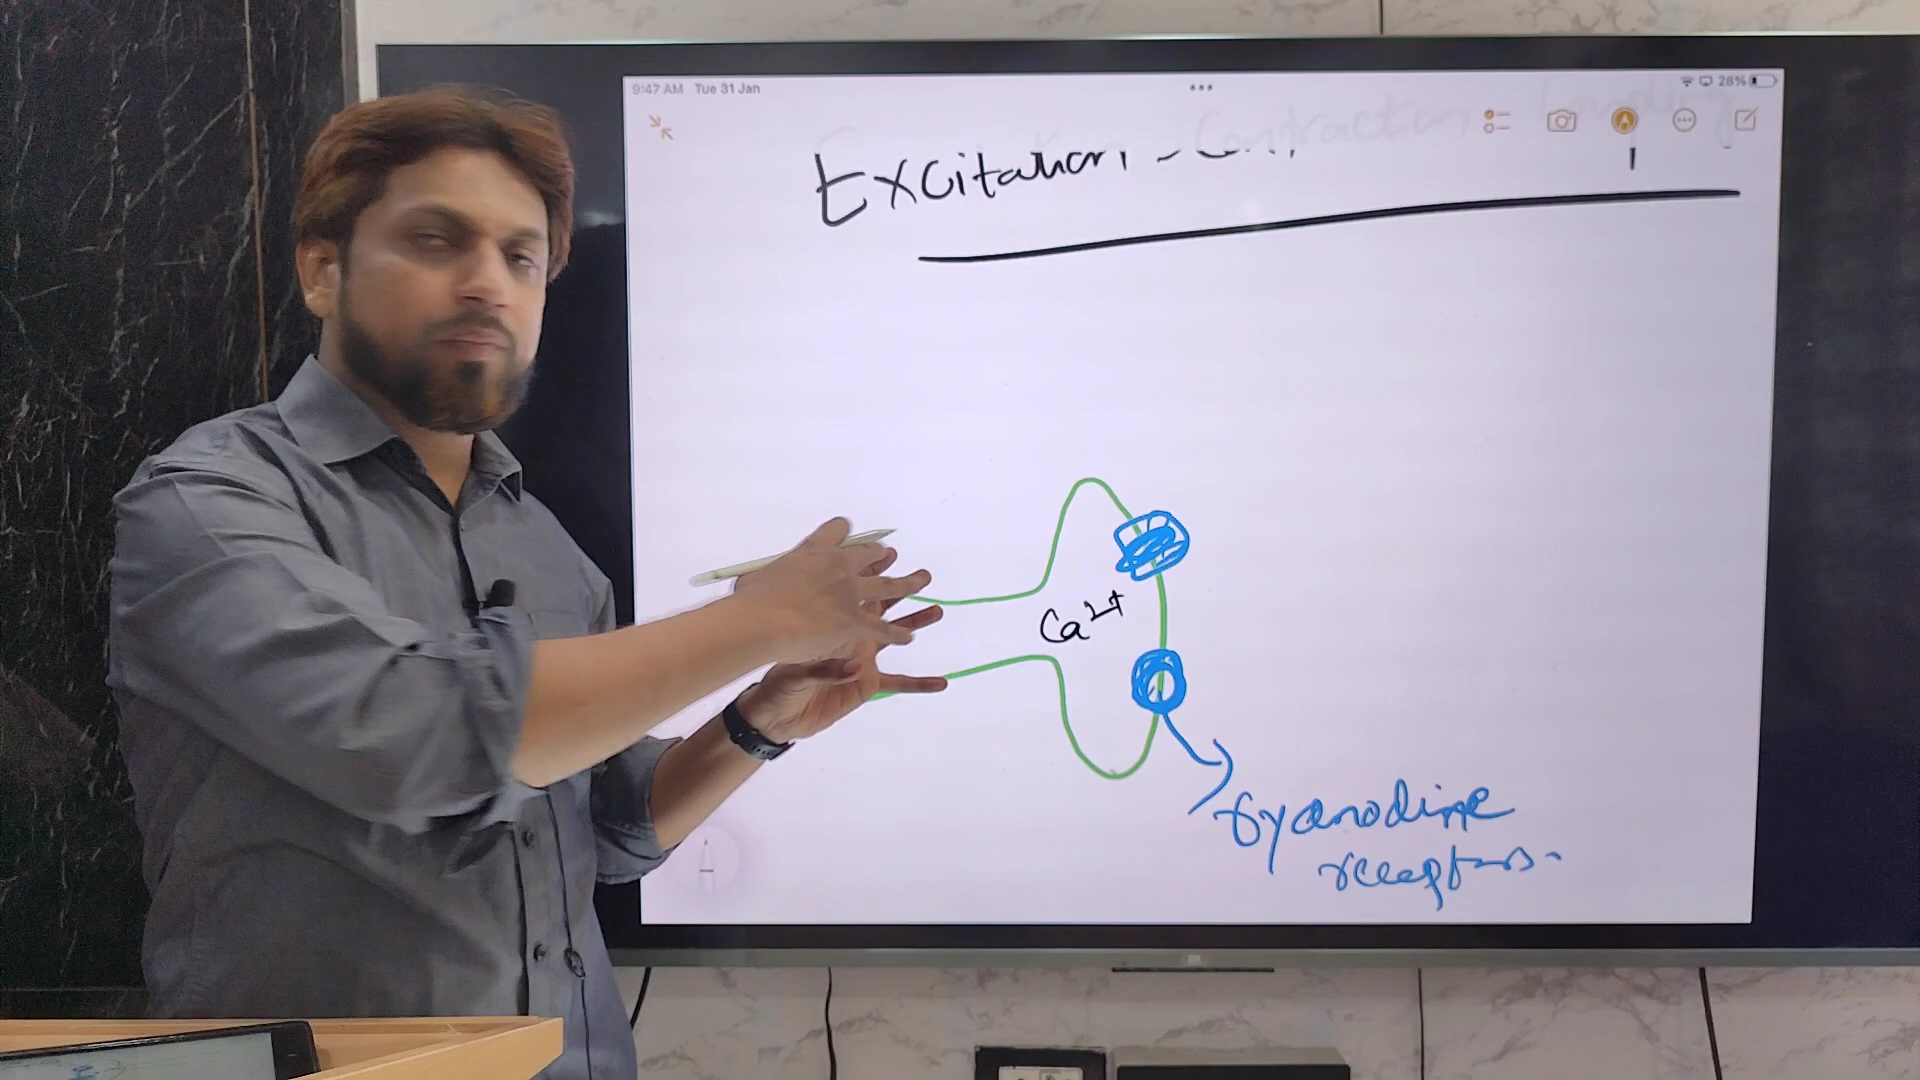 9:47 AM Tue 31 Jan
28%
Excitation -
Ca2+
ryanodine
receptors.